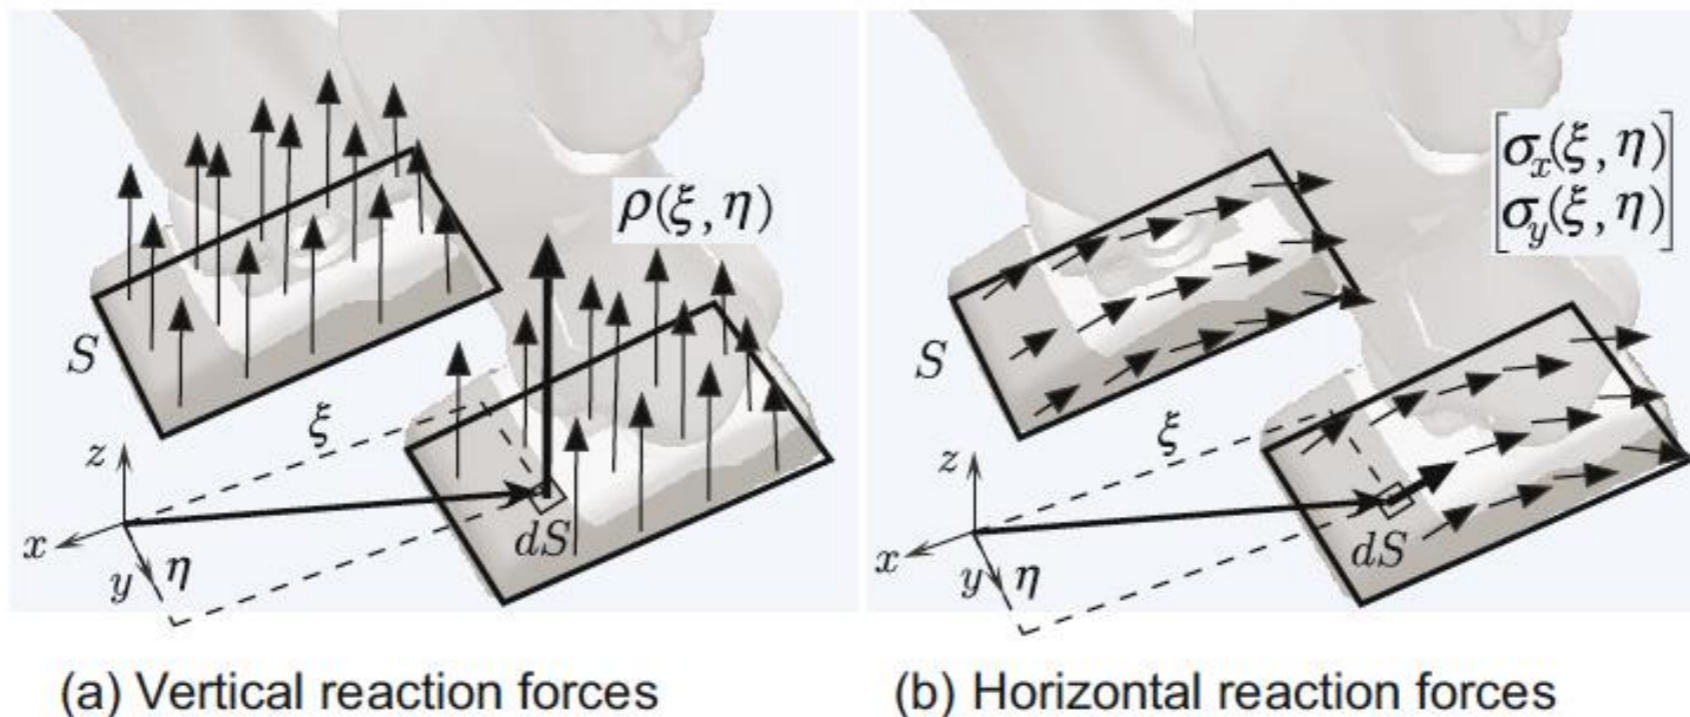 ρ(ξ, η)
S
ξ
z
x
y
η
dS
(a) Vertical reaction forces
σx(ξ, η)
σy(ξ, η)
S
ξ
z
x
y
η
dS
(b) Horizontal reaction forces